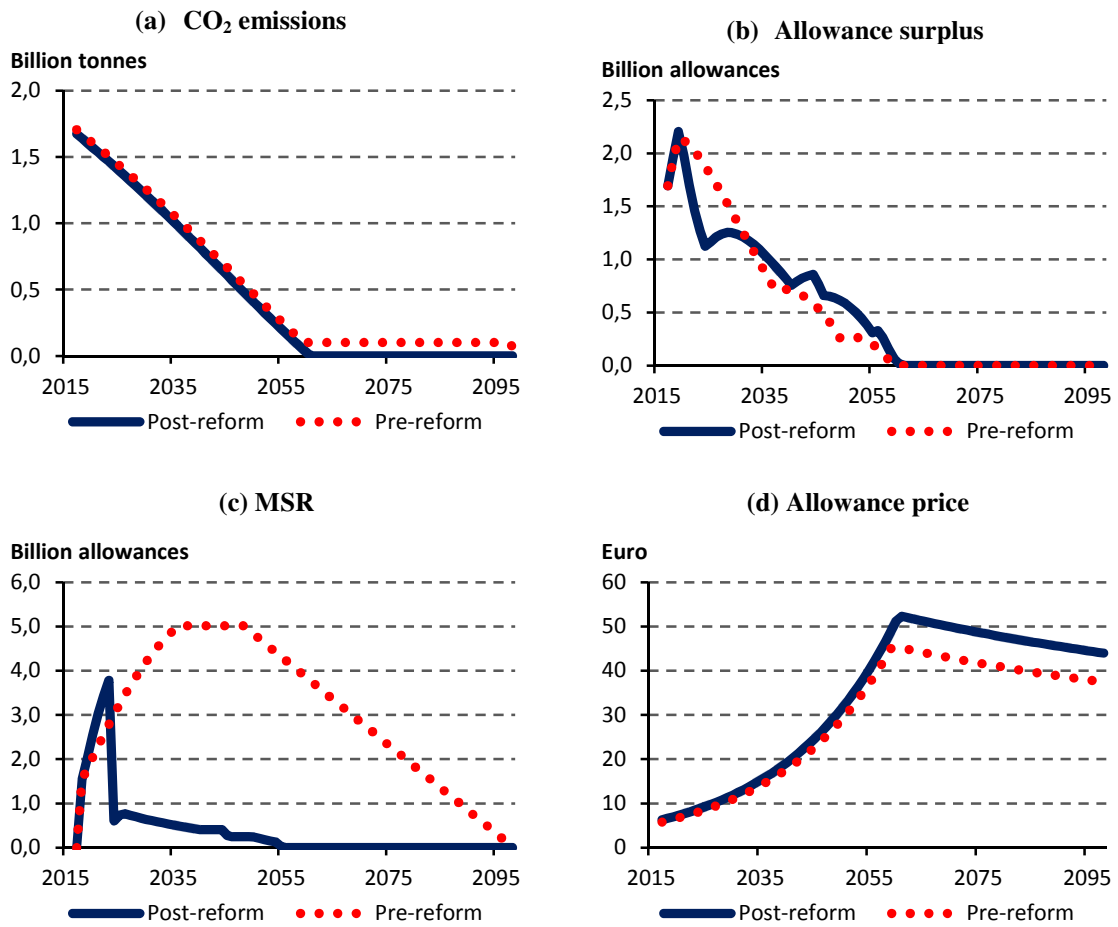 (a) CO₂ emissions
Billion tonnes
2,0
1,5
1,0
0,5
0,0
2015 2035 2055 2075 2095
Post-reform Pre-reform
(b) Allowance surplus
Billion allowances
2,5
2,0
1,5
1,0
0,5
0,0
2015 2035 2055 2075 2095
Post-reform Pre-reform
(c) MSR
Billion allowances
6,0
5,0
4,0
3,0
2,0
1,0
0,0
2015 2035 2055 2075 2095
Post-reform Pre-reform
(d) Allowance price
Euro
60
50
40
30
20
10
0
2015 2035 2055 2075 2095
Post-reform Pre-reform